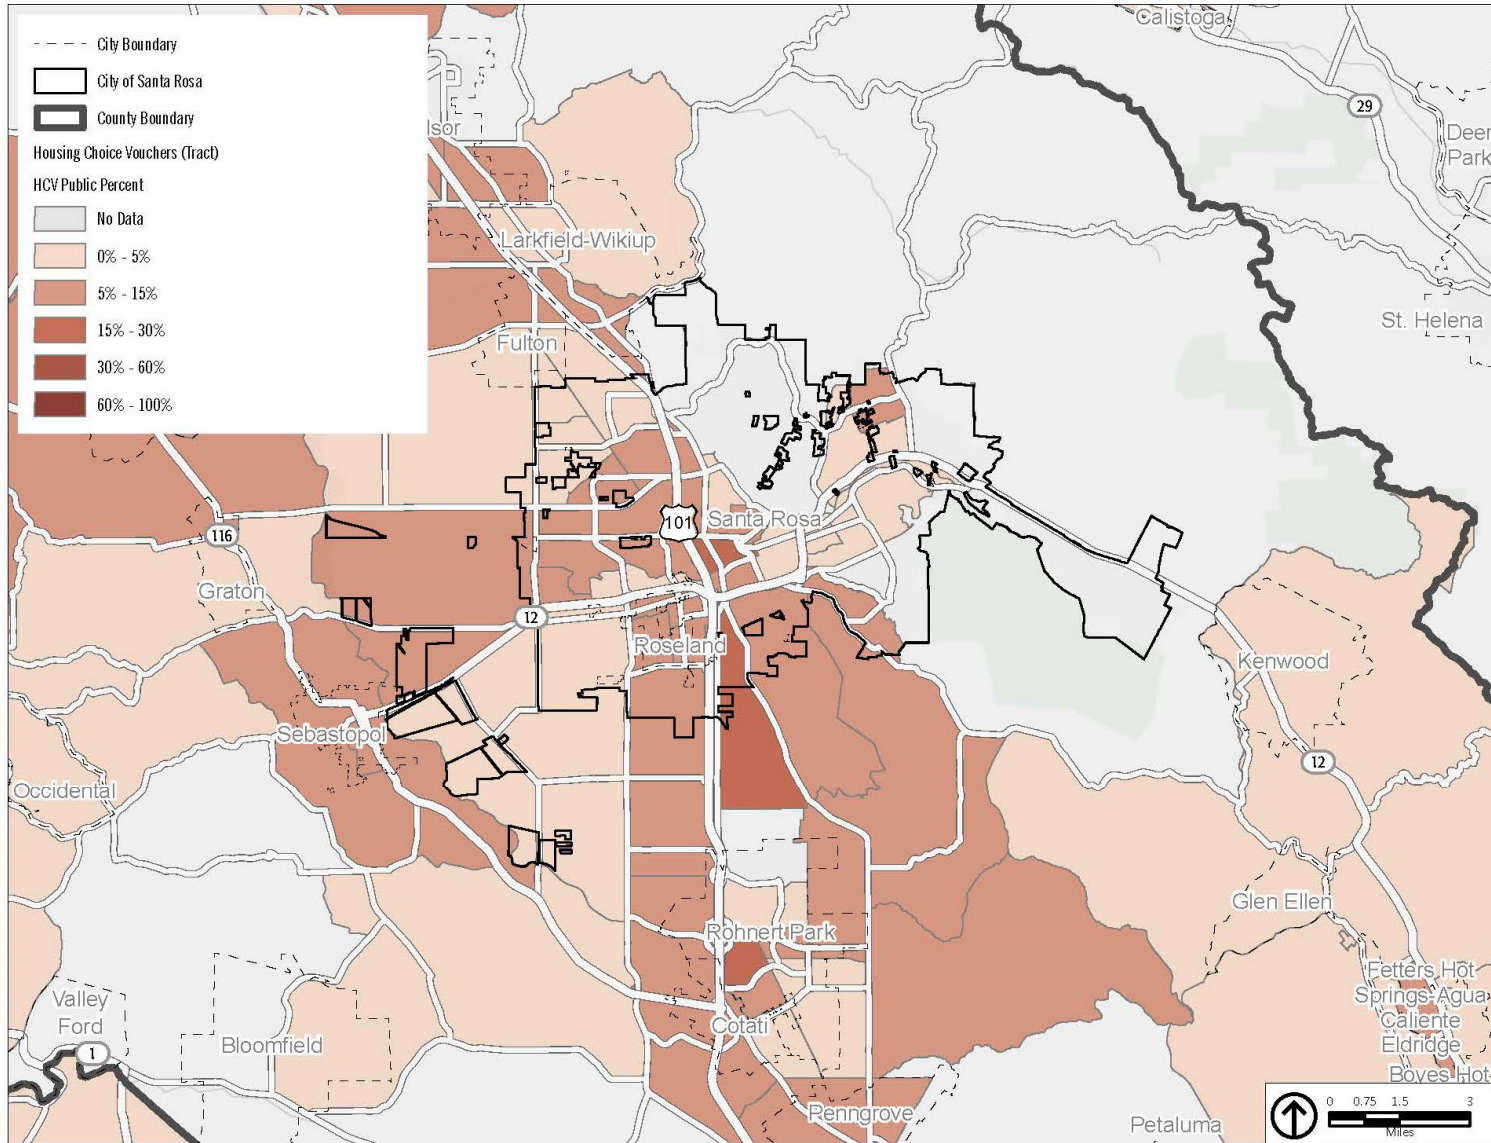 City Boundary
City of Santa Rosa
County Boundary
Housing Choice Vouchers (Tract)
HCV Public Percent
No Data
0% - 5%
5% - 15%
15% - 30%
30% - 60%
60% - 100%
Calistoga
29
Deer
Park
lsor
Larkfield-Wikiup
St. Helena
Fulton
101
Santa Rosa
116
Graton
12
Roseland
Kenwood
Sebastopol
12
Occidental
Glen Ellen
Rohnert Park
Fetters Hot
Springs-Agua
Caliente
Eldridge
Boyes Hot
Valley
Ford
Cotati
Bloomfield
1
Penngrove
Petaluma
0 0.75 1.5 3
Miles